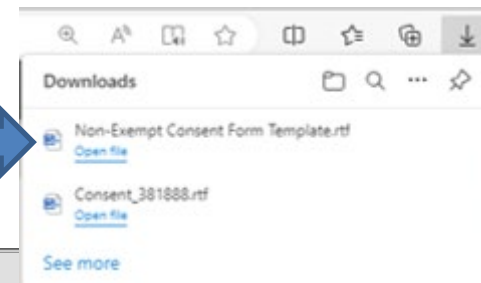 Downloads
Non-Exempt Consent Form Template.rtf
Open file
Consent_381888.rtf
Open file
See more